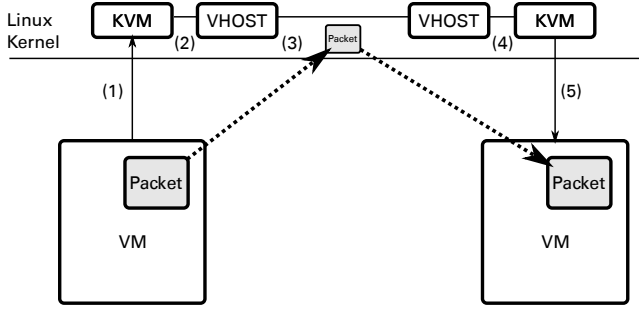 Linux
Kernel
KVM
(2)
VHOST
(3)
Packet
VHOST
(4)
KVM
(1)
(5)
Packet
VM
Packet
VM